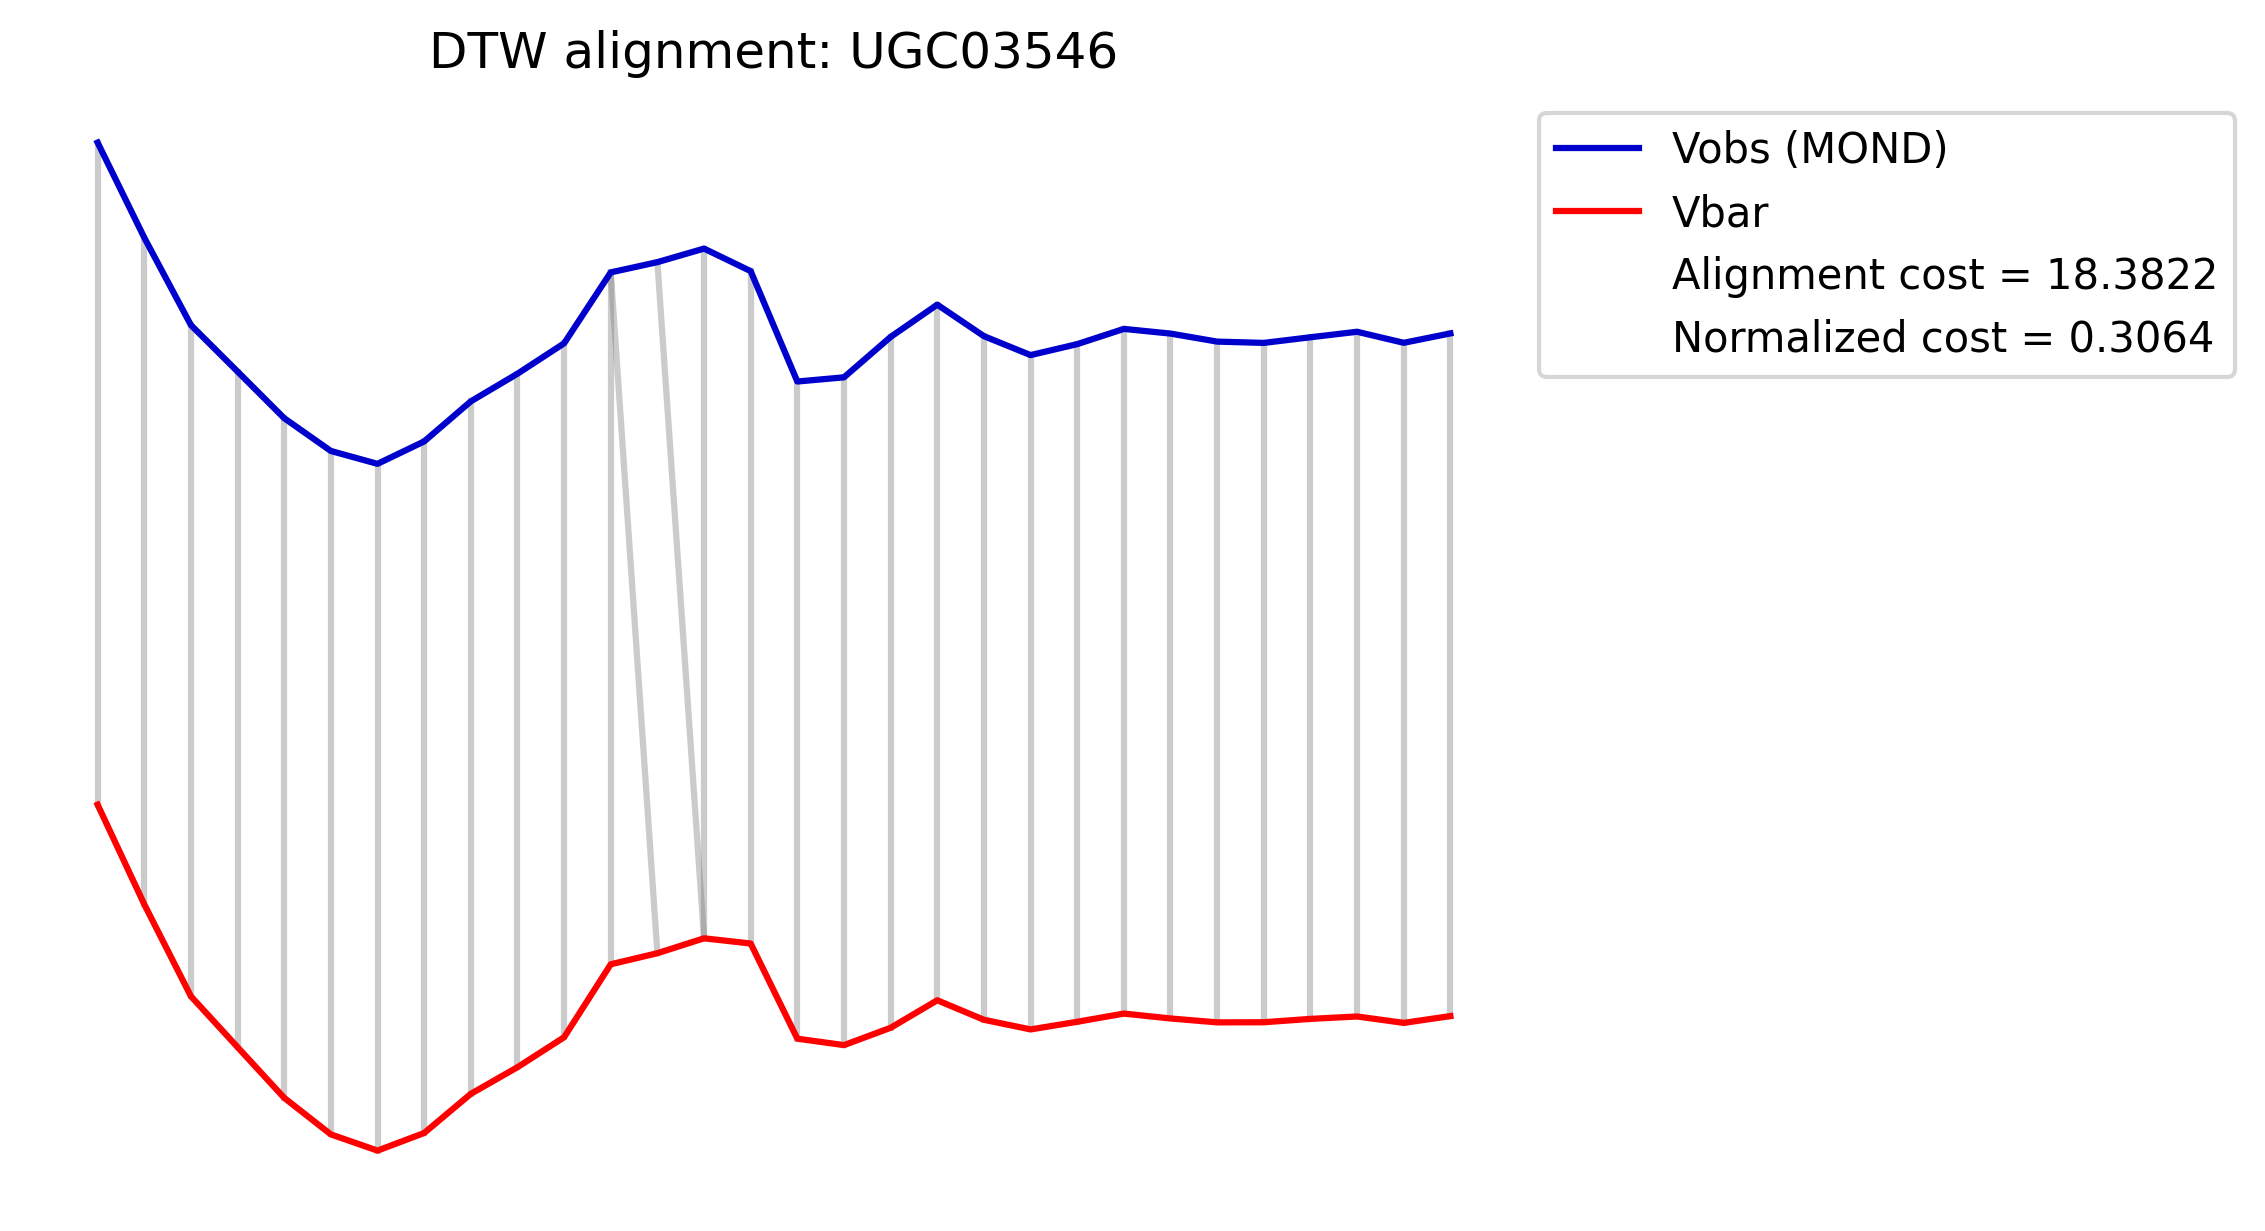 DTW alignment: UGC03546
Vobs (MOND)
Vbar
Alignment cost = 18.3822
Normalized cost = 0.3064